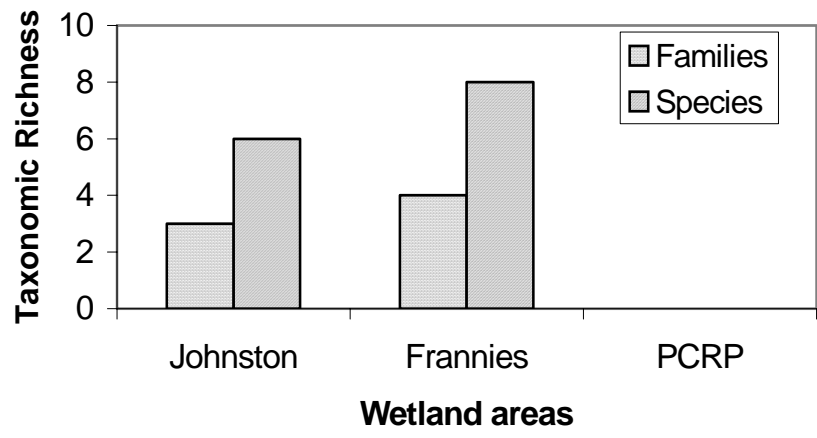 Taxonomic Richness
10
8
6
4
2
0
Families
Species
Johnston Frannies PCRP
Wetland areas